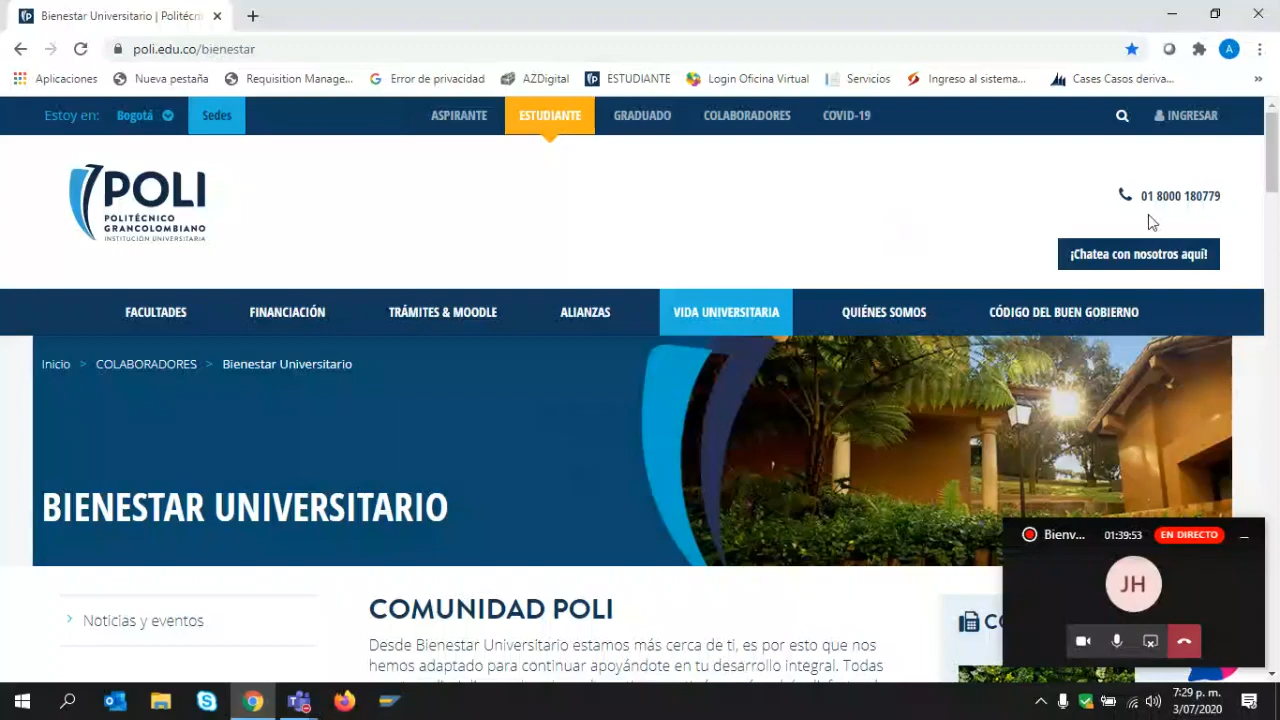 Bienestar Universitario | Politécn
poli.edu.co/bienestar
A
Aplicaciones
Nueva pestaña
Requisition Manage...
Error de privacidad
AZDigital
ESTUDIANTE
Login Oficina Virtual
Servicios
Ingreso al sistema...
Cases Casos deriva...
Estoy en:
Bogotá
Sedes
ASPIRANTE
ESTUDIANTE
GRADUADO
COLABORADORES
COVID-19
INGRESAR
POLI
POLITÉCNICO
GRANCOLOMBIANO
INSTITUCIÓN UNIVERSITARIA
01 8000 180779
¡Chatea con nosotros aquí!
FACULTADES
FINANCIACIÓN
TRÁMITES & MOODLE
ALIANZAS
VIDA UNIVERSITARIA
QUIÉNES SOMOS
CÓDIGO DEL BUEN GOBIERNO
Inicio > COLABORADORES > Bienestar Universitario
BIENESTAR UNIVERSITARIO
Bienv...
01:39:53
EN DIRECTO
JH
Noticias y eventos
COMUNIDAD POLI
Desde Bienestar Universitario estamos más cerca de ti, es por esto que nos
hemos adaptado para continuar apoyándote en tu desarrollo integral. Todas
7:29 p. m.
3/07/2020